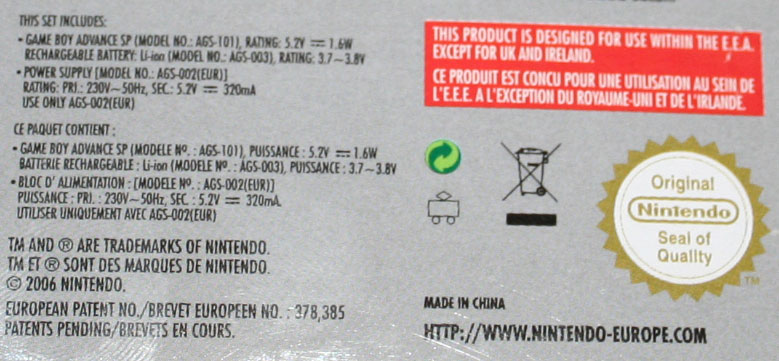 THIS SET INCLUDES:
• GAME BOY ADVANCE SP (MODEL NO.: AGS-101), RATING: 5.2V ⎓ 1.6W
RECHARGEABLE BATTERY: Li-ion (MODEL NO.: AGS-003), RATING: 3.7~3.8V
• POWER SUPPLY [MODEL NO.: AGS-002(EUR)]
RATING: PRI.: 230V~50Hz, SEC.: 5.2V ⎓ 320mA
USE ONLY AGS-002(EUR)
CE PAQUET CONTIENT :
• GAME BOY ADVANCE SP (MODELE Nº. : AGS-101), PUISSANCE : 5.2V ⎓ 1.6W
BATTERIE RECHARGEABLE : Li-ion (MODELE Nº. : AGS-003), PUISSANCE : 3.7~3.8V
• BLOC D' ALIMENTATION : [MODELE Nº. : AGS-002(EUR)]
PUISSANCE : PRI. : 230V~50Hz, SEC. : 5.2V ⎓ 320mA
UTILISER UNIQUEMENT AVEC AGS-002(EUR)
TM AND ® ARE TRADEMARKS OF NINTENDO.
TM ET ® SONT DES MARQUES DE NINTENDO.
© 2006 NINTENDO.
EUROPEAN PATENT NO./BREVET EUROPEEN NO. : 378,385
PATENTS PENDING/BREVETS EN COURS.
THIS PRODUCT IS DESIGNED FOR USE WITHIN THE E.E.A.
EXCEPT FOR UK AND IRELAND.
CE PRODUIT EST CONCU POUR UNE UTILISATION AU SEIN DE
L'E.E.E. A L'EXCEPTION DU ROYAUME-UNI ET DE L'IRLANDE.
Original
Nintendo
Seal of
Quality
TM
MADE IN CHINA
HTTP://WWW.NINTENDO-EUROPE.COM